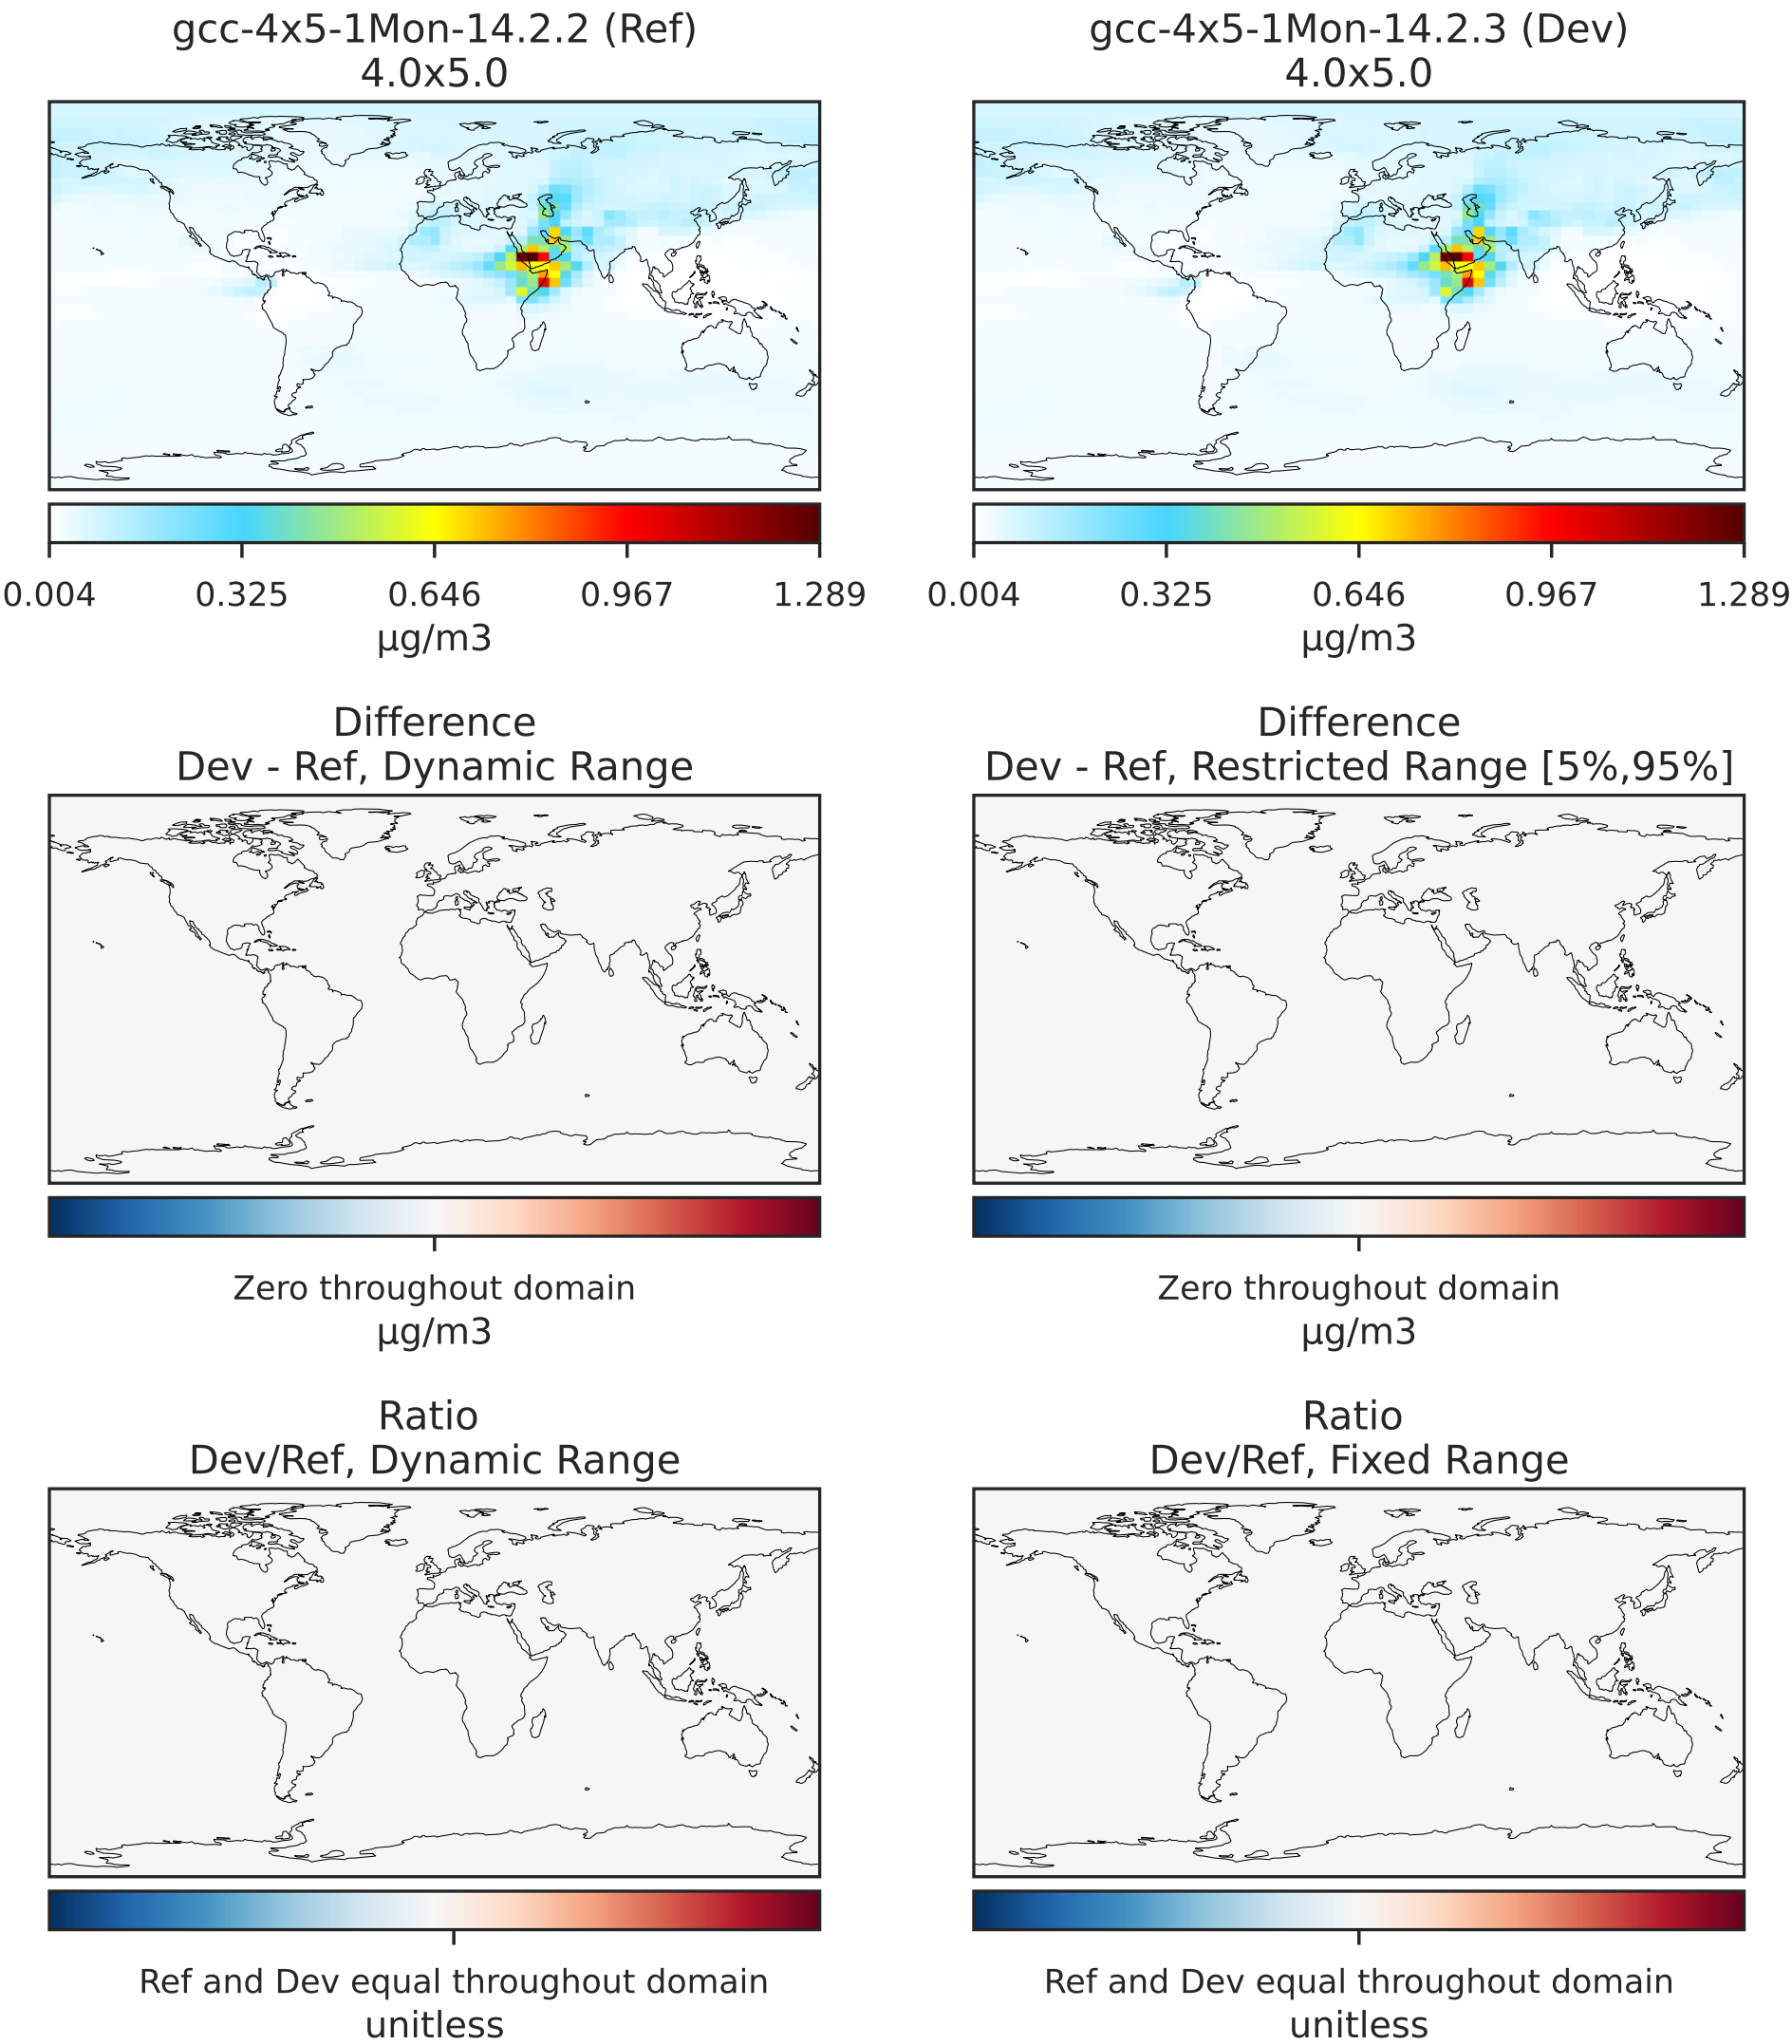 gcc-4x5-1Mon-14.2.2 (Ref)
4.0x5.0
gcc-4x5-1Mon-14.2.3 (Dev)
4.0x5.0
0.004 0.325 0.646 0.967 1.289
μg/m3
0.004 0.325 0.646 0.967 1.289
μg/m3
Difference
Dev - Ref, Dynamic Range
Difference
Dev - Ref, Restricted Range [5%,95%]
Zero throughout domain
μg/m3
Zero throughout domain
μg/m3
Ratio
Dev/Ref, Dynamic Range
Ratio
Dev/Ref, Fixed Range
Ref and Dev equal throughout domain
unitless
Ref and Dev equal throughout domain
unitless